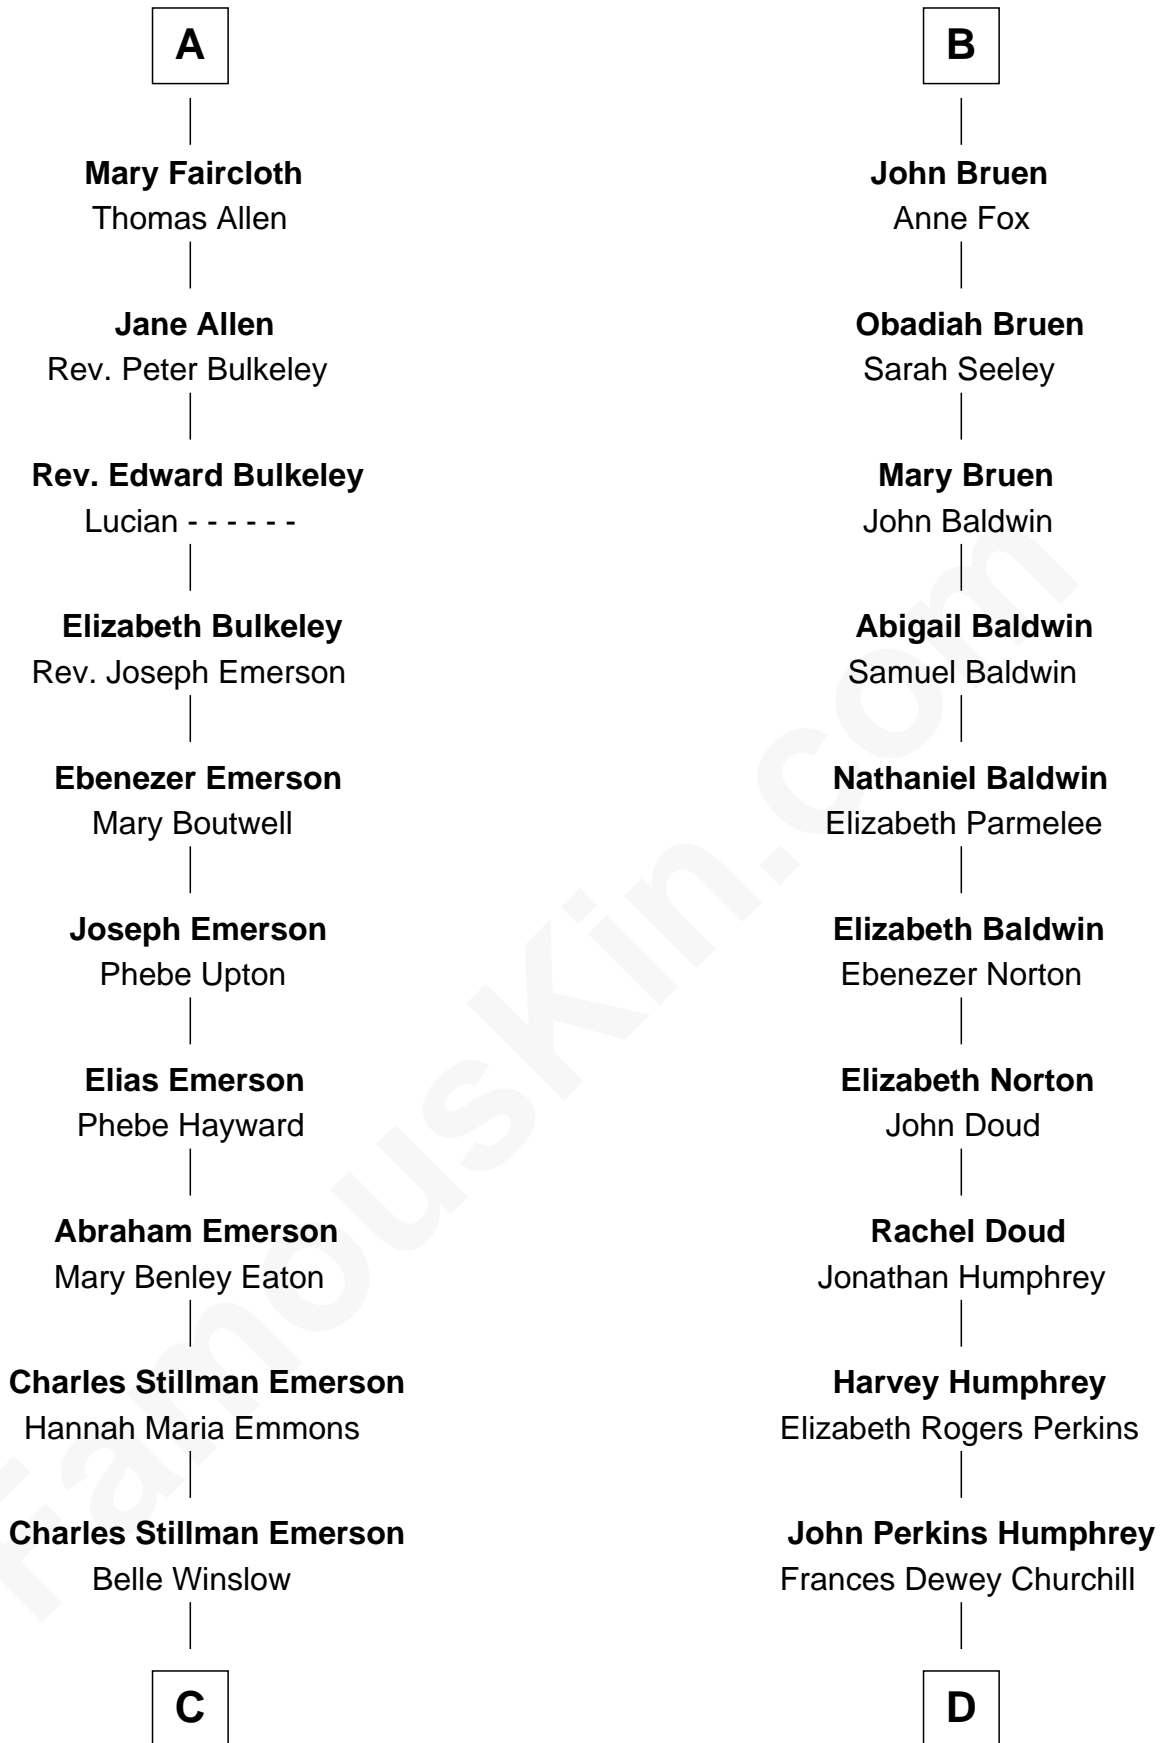 A
Mary Faircloth
Thomas Allen
Jane Allen
Rev. Peter Bulkeley
Rev. Edward Bulkeley
Lucian - - - - - -
Elizabeth Bulkeley
Rev. Joseph Emerson
Ebenezer Emerson
Mary Boutwell
Joseph Emerson
Phebe Upton
Elias Emerson
Phebe Hayward
Abraham Emerson
Mary Benley Eaton
Charles Stillman Emerson
Hannah Maria Emmons
Charles Stillman Emerson
Belle Winslow
C
B
John Bruen
Anne Fox
Obadiah Bruen
Sarah Seeley
Mary Bruen
John Baldwin
Abigail Baldwin
Samuel Baldwin
Nathaniel Baldwin
Elizabeth Parmelee
Elizabeth Baldwin
Ebenezer Norton
Elizabeth Norton
John Doud
Rachel Doud
Jonathan Humphrey
Harvey Humphrey
Elizabeth Rogers Perkins
John Perkins Humphrey
Frances Dewey Churchill
D
FamousKin.com